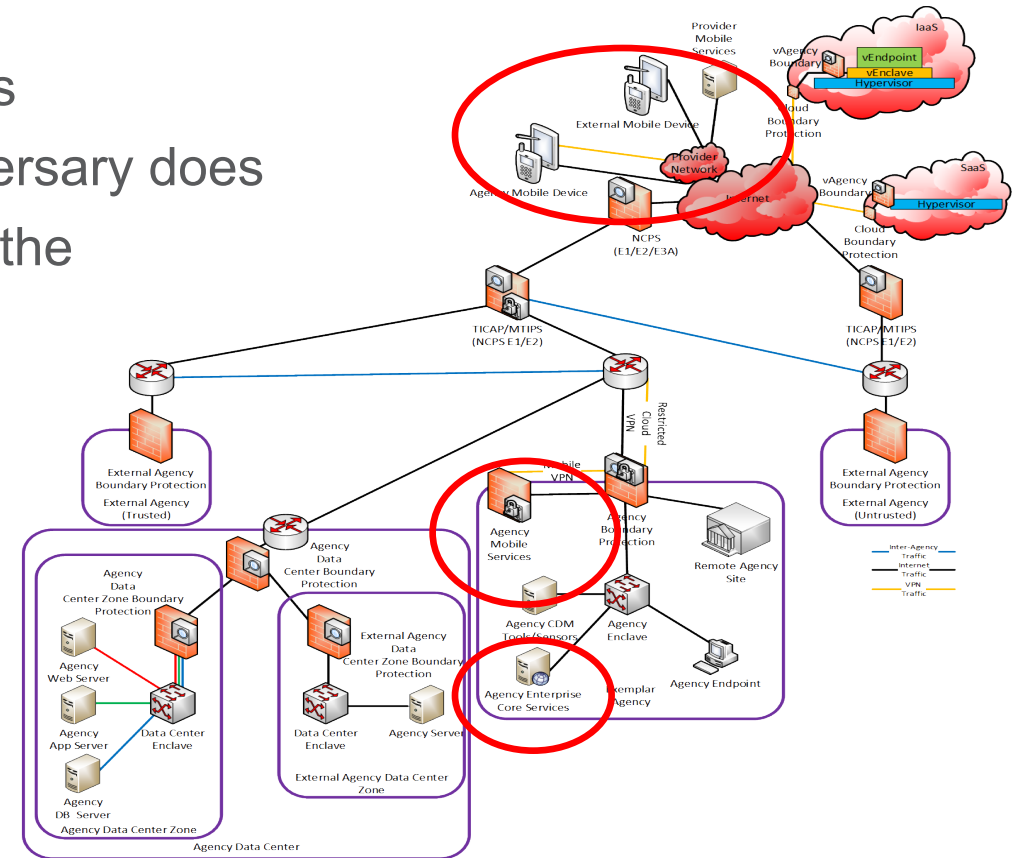 s
ersary does
the
Provider
Mobile
Services
IaaS
vAgency
Boundary
vEndpoint
vEnclave
Hypervisor
Cloud
Boundary
Protection
External Mobile Device
Provider
Network
Agency Mobile Device
Internet
vAgency
Boundary
SaaS
Hypervisor
Cloud
Boundary
Protection
NCPS
(E1/E2/E3A)
TICAP/MTIPS
(NCPS E1/E2)
TICAP/MTIPS
(NCPS E1/E2)
Restricted
Cloud
VPN
External Agency
Boundary Protection
External Agency
(Trusted)
Mobile
VPN
Agency
Mobile
Services
Agency
Boundary
Protection
Remote Agency
Site
External Agency
Boundary Protection
External Agency
(Untrusted)
Inter-Agency
Traffic
Internet
Traffic
VPN
Traffic
Agency
Data
Center Boundary
Protection
Agency
Data
Center Zone Boundary
Protection
External Agency
Data
Center Zone Boundary
Protection
Agency CDM
Tools/Sensors
Agency
Enclave
Agency
Web Server
Agency Enterprise
Core Services
Exemplar
Agency
Agency Endpoint
Agency
App Server
Data Center
Enclave
Data Center
Enclave
Agency Server
External Agency Data Center
Zone
Agency
DB Server
Agency Data Center Zone
Agency Data Center